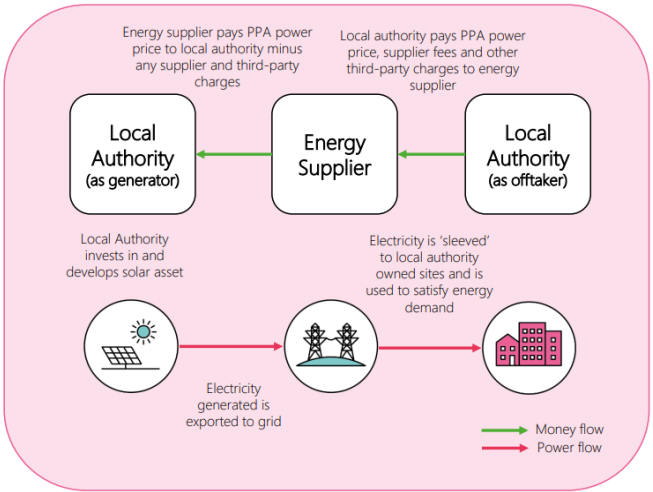 Energy supplier pays PPA power
price to local authority minus
any supplier and third-party
charges
Local authority pays PPA power
price, supplier fees and other
third-party charges to energy
supplier
Local
Authority
(as generator)
Energy
Supplier
Local
Authority
(as offtaker)
Local Authority
invests in and
develops solar asset
Electricity is ‘sleeved’
to local authority
owned sites and is
used to satisfy energy
demand
Electricity
generated is
exported to grid
Money flow
Power flow